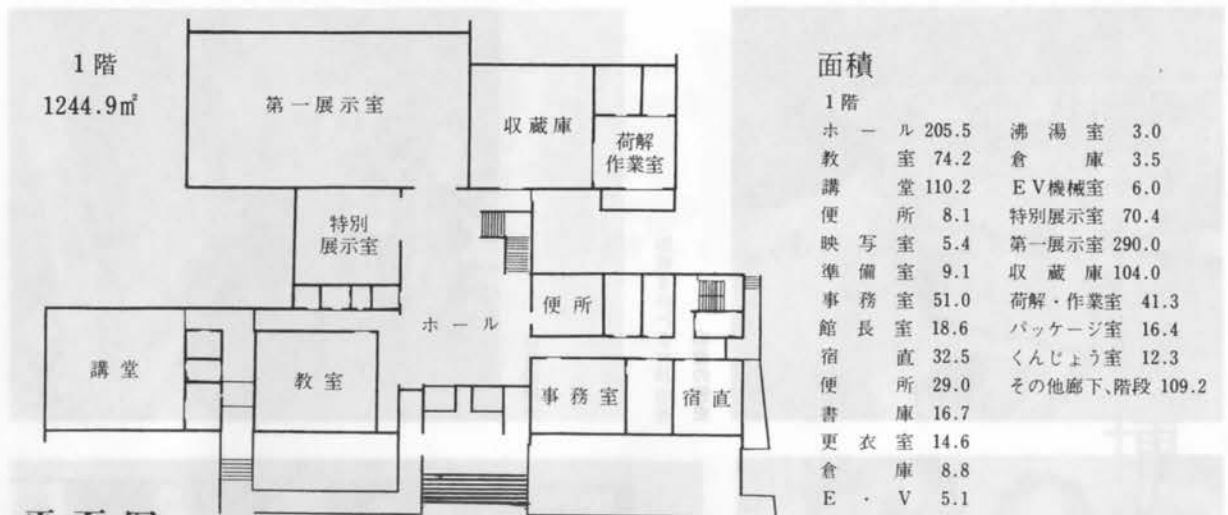 1階
1244.9㎡
第一展示室
収蔵庫
荷解
作業室
特別
展示室
便所
ホール
講堂
教室
事務室
宿直
面積
1階
ホール 205.5
教室 74.2
講堂 110.2
便所 8.1
映写室 5.4
準備室 9.1
事務室 51.0
館長室 18.6
宿直 32.5
便所 29.0
書庫 16.7
更衣室 14.6
倉庫 8.8
E・V 5.1
沸湯室 3.0
倉庫 3.5
EV機械室 6.0
特別展示室 70.4
第一展示室 290.0
収蔵庫 104.0
荷解・作業室 41.3
パッケージ室 16.4
くんじょう室 12.3
その他廊下、階段 109.2